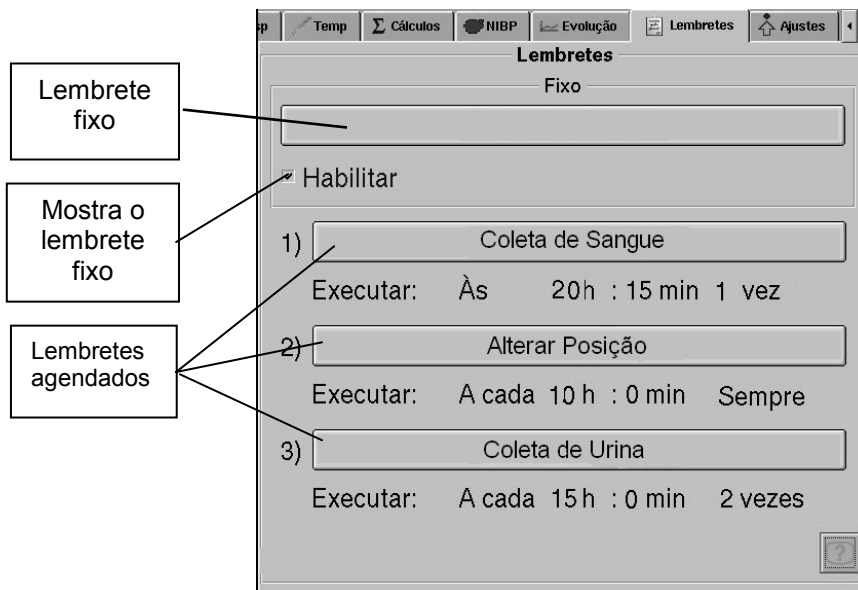 sp Temp Σ Cálculos NIBP Evolução Lembretes Ajustes
Lembretes
Fixo
Lembrete
fixo
Habilitar
Mostra o
lembrete
fixo
1) Coleta de Sangue
Executar: Às 20h : 15 min 1 vez
Lembretes
agendados
2) Alterar Posição
Executar: A cada 10 h : 0 min Sempre
3) Coleta de Urina
Executar: A cada 15 h : 0 min 2 vezes
?